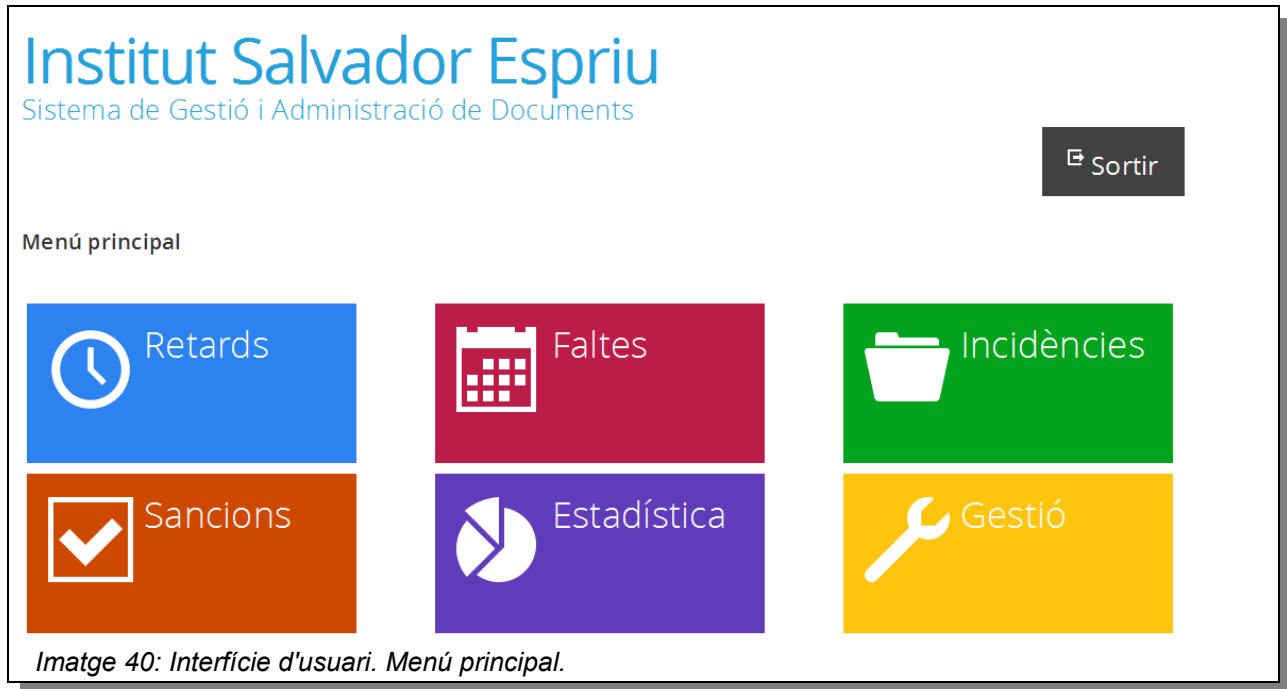 Institut Salvador Espriu
Sistema de Gestió i Administració de Documents
Sortir
Menú principal
Retards
Faltes
Incidències
Sancions
Estadística
Gestió
Imatge 40: Interfície d'usuari. Menú principal.